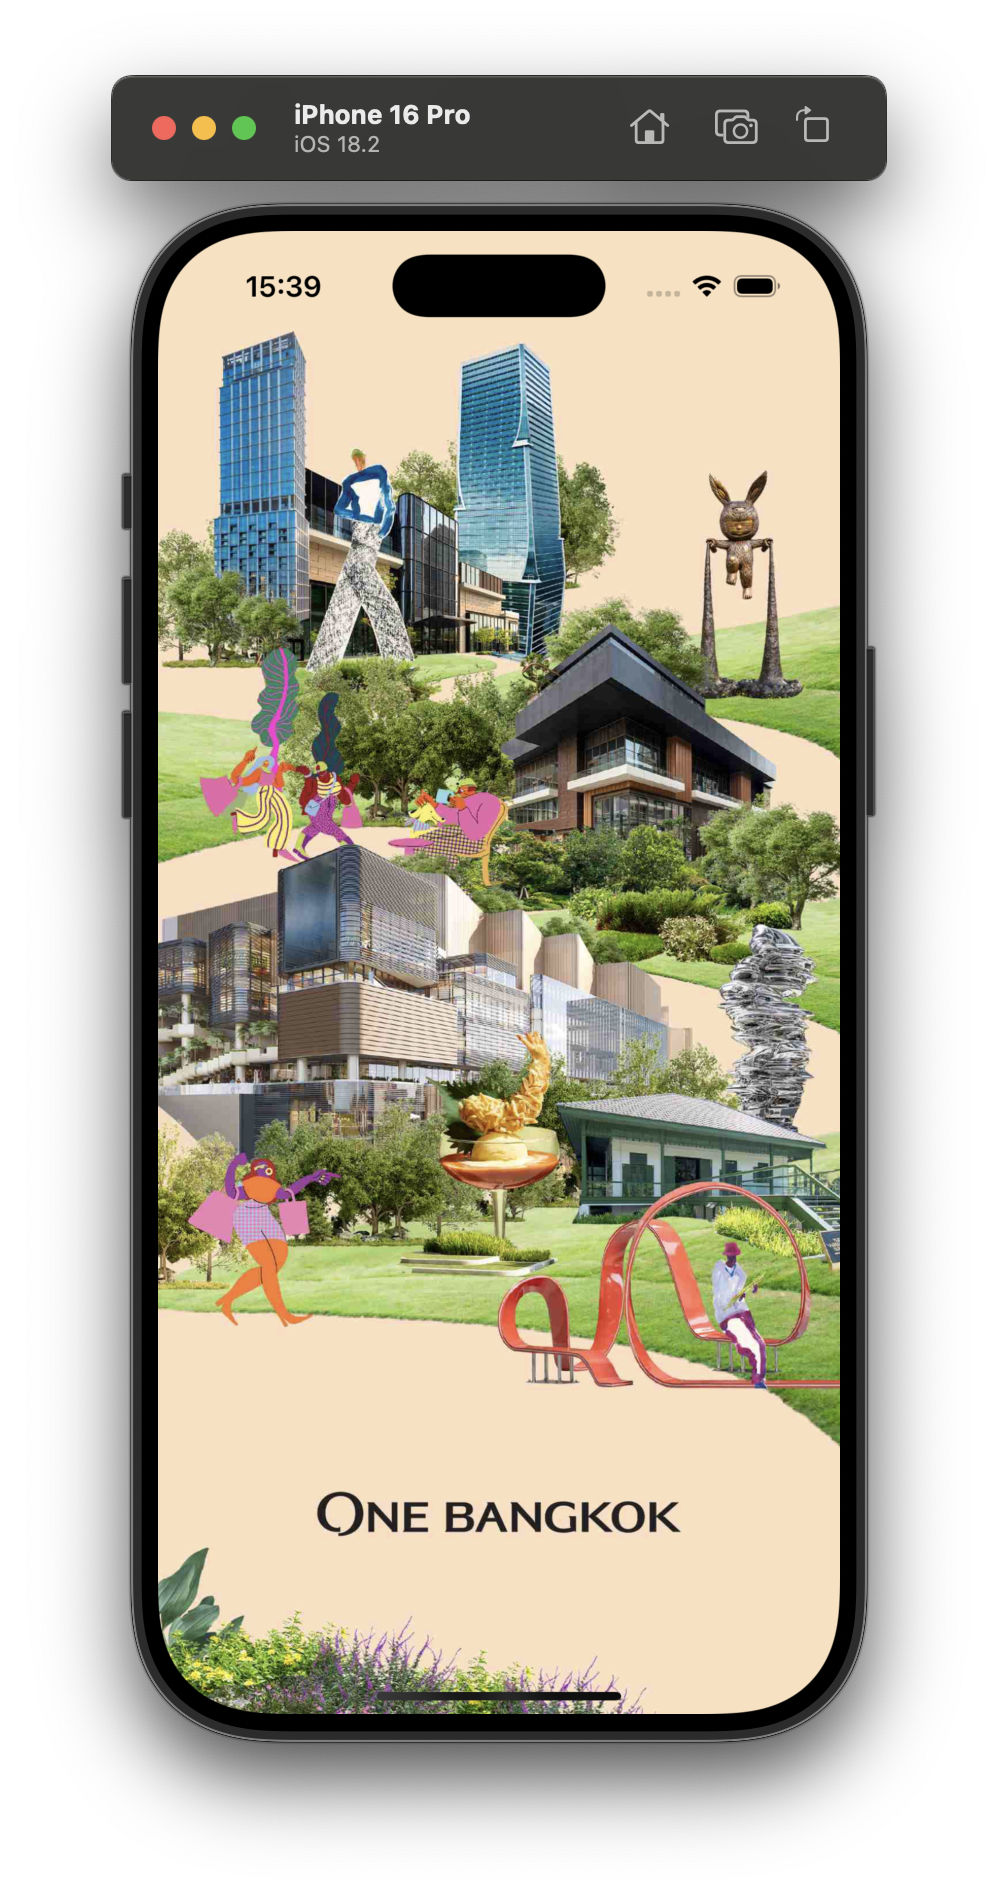 iPhone 16 Pro
iOS 18.2
15:39
ONE BANGKOK